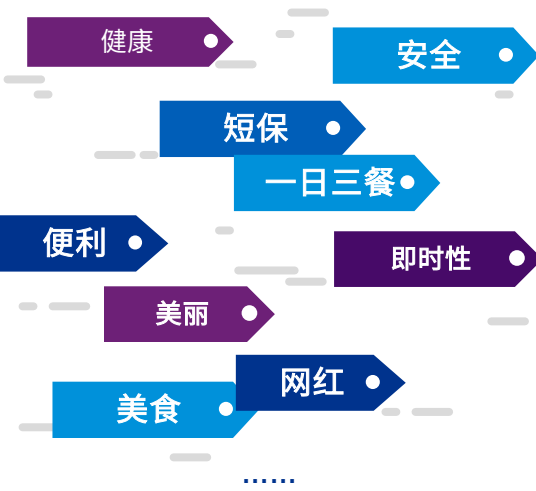 健康
安全
短保
一日三餐
便利
即时性
美丽
网红
美食
……